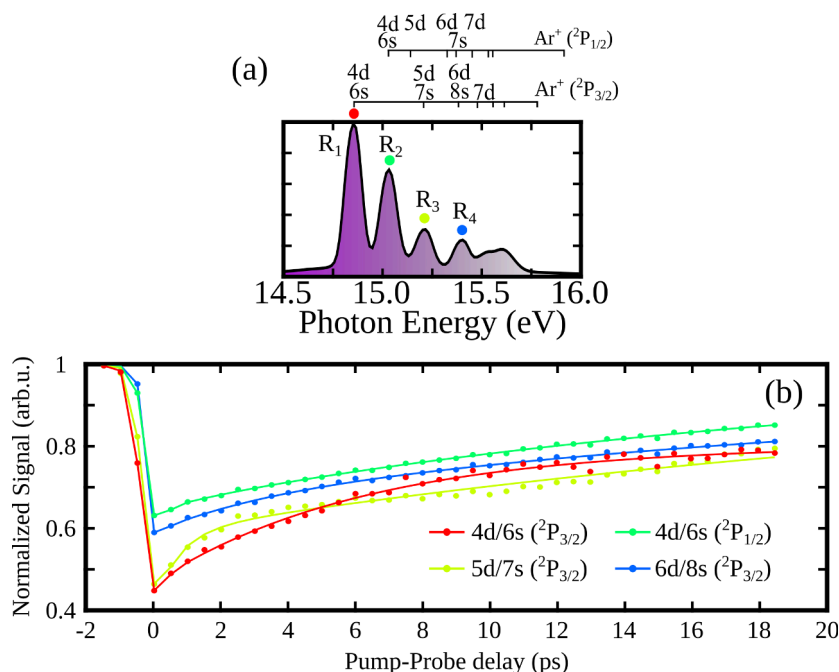 4d 5d 6d 7d
6s 7s Ar⁺ (²P₁/₂)
(a)
4d 5d 6d
6s 7s 8s 7d Ar⁺ (²P₃/₂)
R₁ R₂
R₃
R₄
14.5 15.0 15.5 16.0
Photon Energy (eV)
Normalized Signal (arb.u.)
1
0.8
0.6
0.4
(b)
4d/6s (²P₃/₂) 4d/6s (²P₁/₂)
5d/7s (²P₃/₂) 6d/8s (²P₃/₂)
-2 0 2 4 6 8 10 12 14 16 18 20
Pump-Probe delay (ps)